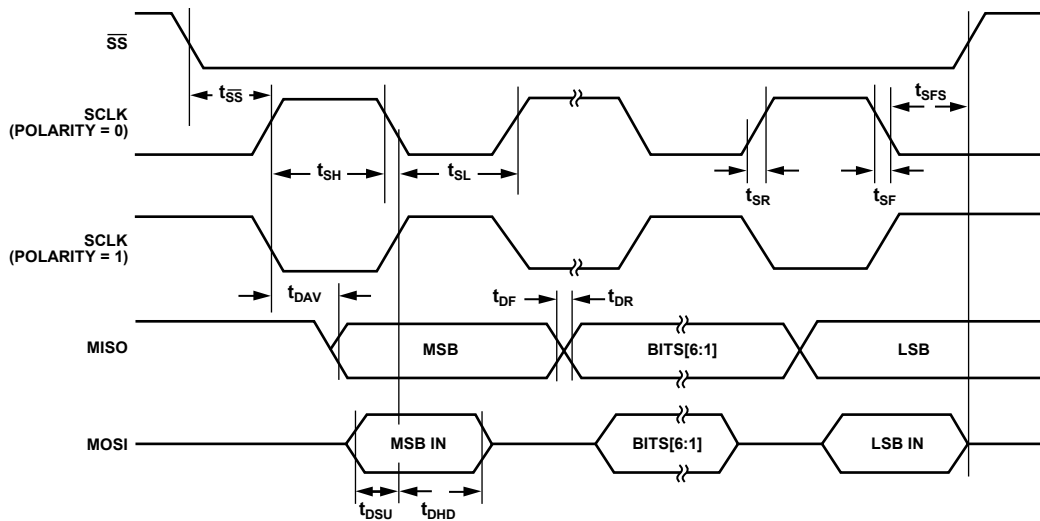 SS
tSS
SCLK
(POLARITY = 0)
tSFS
tSH
tSL
tSR
tSF
SCLK
(POLARITY = 1)
tDAV
tDF
tDR
MISO
MSB
BITS[6:1]
LSB
MOSI
MSB IN
BITS[6:1]
LSB IN
tDSU
tDHD